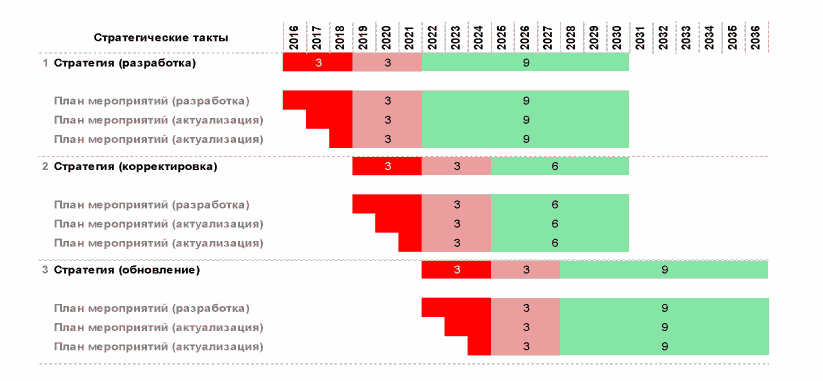 Стратегические такты 2016 2017 2018 2019 2020 2021 2022 2023 2024 2025 2026 2027 2028 2029 2030 2031 2032 2033 2034 2035 2036
1 Стратегия (разработка) 3 3 9
План мероприятий (разработка) 3 9
План мероприятий (актуализация) 3 9
План мероприятий (актуализация) 3 9
2 Стратегия (корректировка) 3 3 6
План мероприятий (разработка) 3 6
План мероприятий (актуализация) 3 6
План мероприятий (актуализация) 3 6
3 Стратегия (обновление) 3 3 9
План мероприятий (разработка) 3 9
План мероприятий (актуализация) 3 9
План мероприятий (актуализация) 3 9